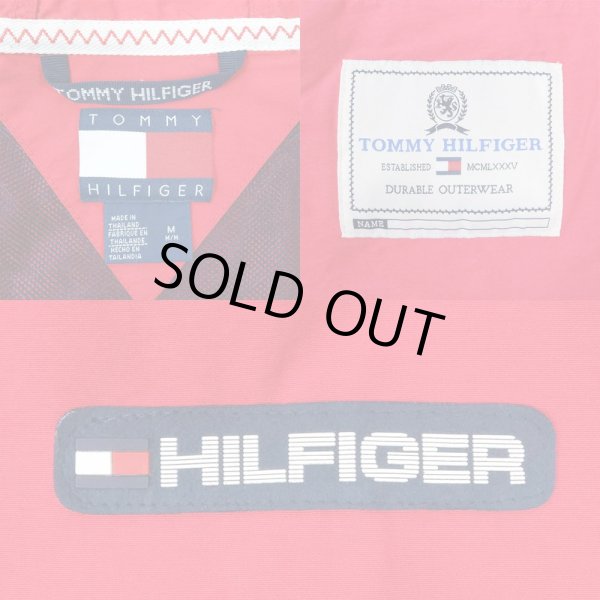 TOMMY HILFIGER
TOMMY
HILFIGER
MADE IN
THAILAND
FABRIQUE EN
THAILANDE
HECHO EN
TAILANDIA
M
M/M
TOMMY HILFIGER
ESTABLISHED MCMLXXXV
DURABLE OUTERWEAR
NAME
SOLD OUT
HILFIGER